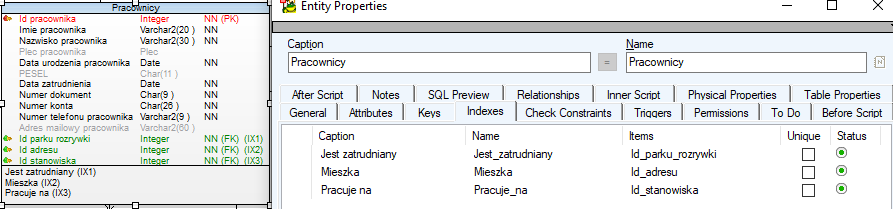 Pracownicy
Id pracownika Integer NN (PK)
Imie pracownika Varchar2(20 ) NN
Nazwisko pracownika Varchar2(30 ) NN
Plec pracownika Plec
Data urodzenia pracownika Date NN
PESEL Char(11 )
Data zatrudnienia Date NN
Numer dokument Char(9 ) NN
Numer konta Char(26 ) NN
Numer telefonu pracownika Varchar2(9 ) NN
Adres mailowy pracownika Varchar2(60 )
Id parku rozrywki Integer NN (FK) (IX1)
Id adresu Integer NN (FK) (IX2)
Id stanowiska Integer NN (FK) (IX3)
Jest zatrudniany (IX1)
Mieszka (IX2)
Pracuje na (IX3)
Entity Properties
Caption Name
Pracownicy = Pracownicy N
After Script Notes SQL Preview Relationships Inner Script Physical Properties Table Properties
General Attributes Keys Indexes Check Constraints Triggers Permissions To Do Before Script
Caption Name Items Unique Status
Jest zatrudniany Jest_zatrudniany Id_parku_rozrywki
Mieszka Mieszka Id_adresu
Pracuje na Pracuje_na Id_stanowiska